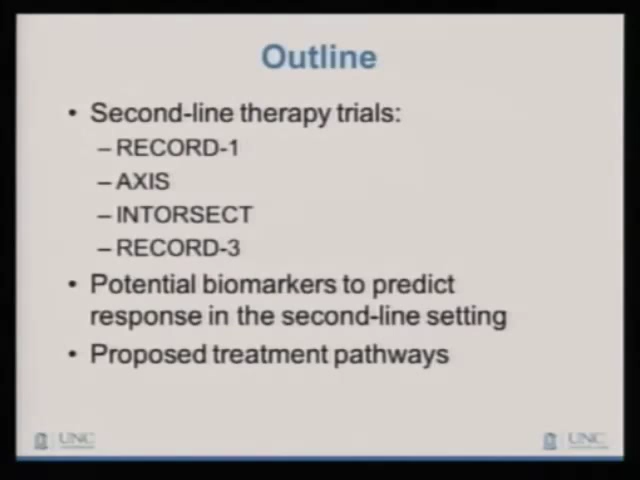 Outline
• Second-line therapy trials:
– RECORD-1
– AXIS
– INTORSECT
– RECORD-3
• Potential biomarkers to predict
response in the second-line setting
• Proposed treatment pathways
UNC
UNC